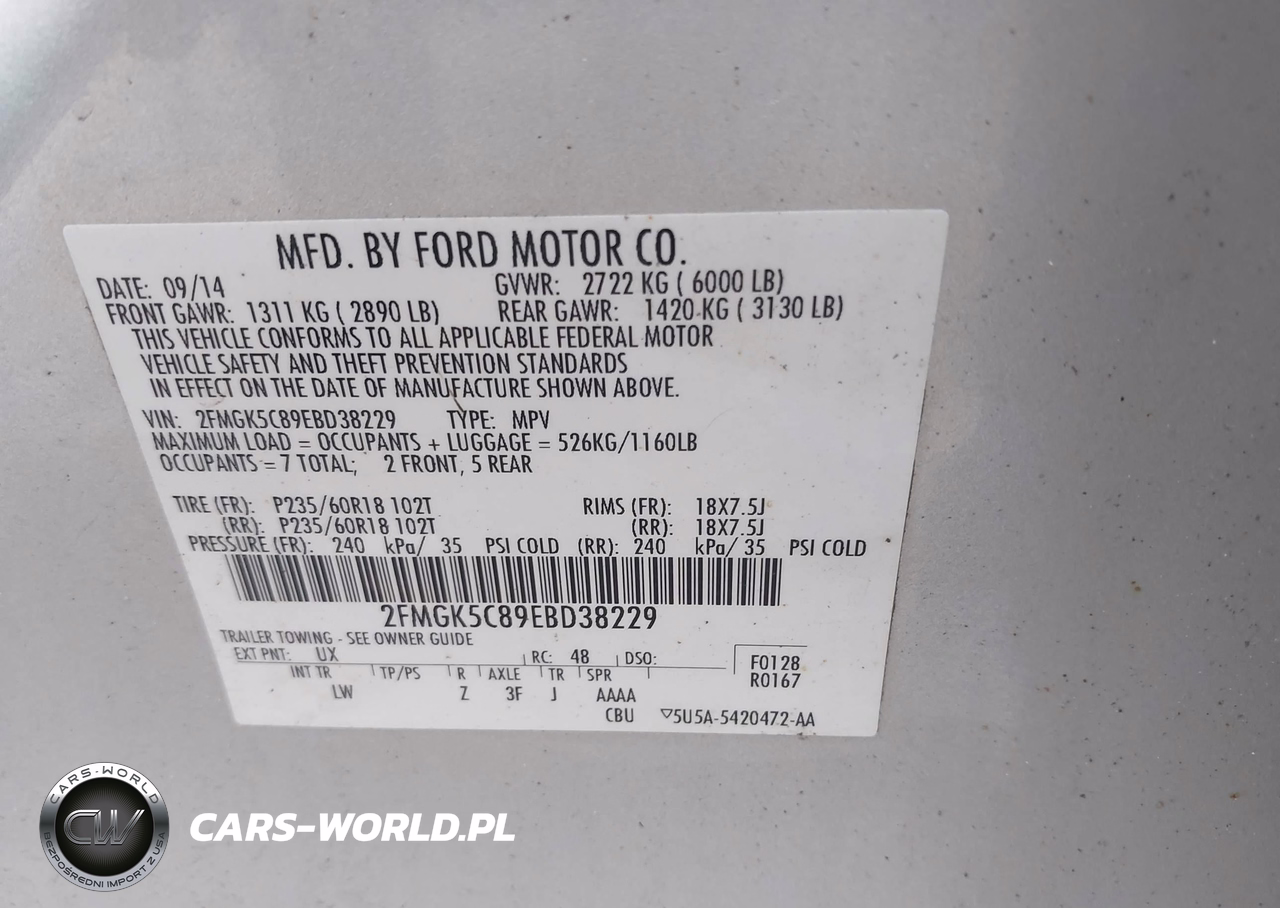 MFD. BY FORD MOTOR CO.
DATE: 09/14 GVWR: 2722 KG ( 6000 LB)
FRONT GAWR: 1311 KG ( 2890 LB) REAR GAWR: 1420 KG ( 3130 LB)
THIS VEHICLE CONFORMS TO ALL APPLICABLE FEDERAL MOTOR
VEHICLE SAFETY AND THEFT PREVENTION STANDARDS
IN EFFECT ON THE DATE OF MANUFACTURE SHOWN ABOVE.
VIN: 2FMGK5C89EBD38229 TYPE: MPV
MAXIMUM LOAD = OCCUPANTS + LUGGAGE = 526KG/1160LB
OCCUPANTS = 7 TOTAL; 2 FRONT, 5 REAR
TIRE (FR): P235/60R18 102T RIMS (FR): 18X7.5J
(RR): P235/60R18 102T (RR): 18X7.5J
PRESSURE (FR): 240 kPa/ 35 PSI COLD (RR): 240 kPa/ 35 PSI COLD
2FMGK5C89EBD38229
TRAILER TOWING - SEE OWNER GUIDE
EXT PNT: UX RC: 48 DSO: F0128
INT TR TP/PS R AXLE TR SPR R0167
LW Z 3F J AAAA
CBU ▽5U5A-5420472-AA
CARS-WORLD
CW
BEZPOŚREDNI IMPORT Z USA
CARS-WORLD.PL